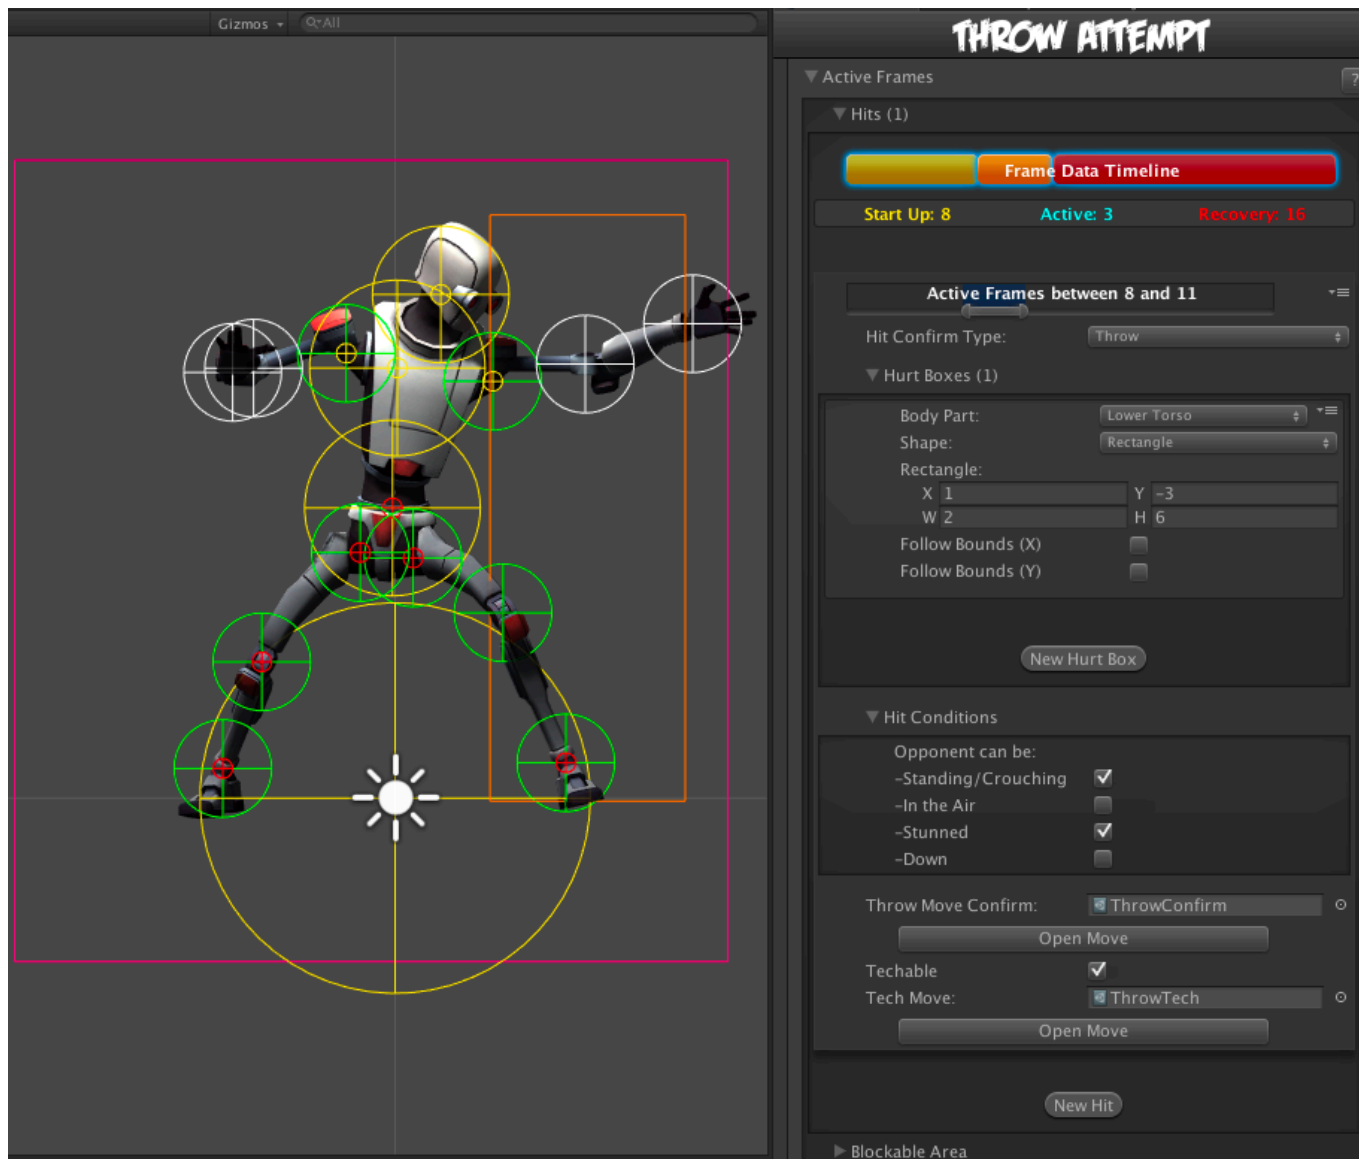 Gizmos
All
THROW ATTEMPT
Active Frames
?
Hits (1)
Frame Data Timeline
Start Up: 8 Active: 3 Recovery: 16
Active Frames between 8 and 11
Hit Confirm Type: Throw
Hurt Boxes (1)
Body Part: Lower Torso
Shape: Rectangle
Rectangle:
X 1 Y -3
W 2 H 6
Follow Bounds (X)
Follow Bounds (Y)
New Hurt Box
Hit Conditions
Opponent can be:
-Standing/Crouching
-In the Air
-Stunned
-Down
Throw Move Confirm: ThrowConfirm
Open Move
Techable
Tech Move: ThrowTech
Open Move
New Hit
Blockable Area